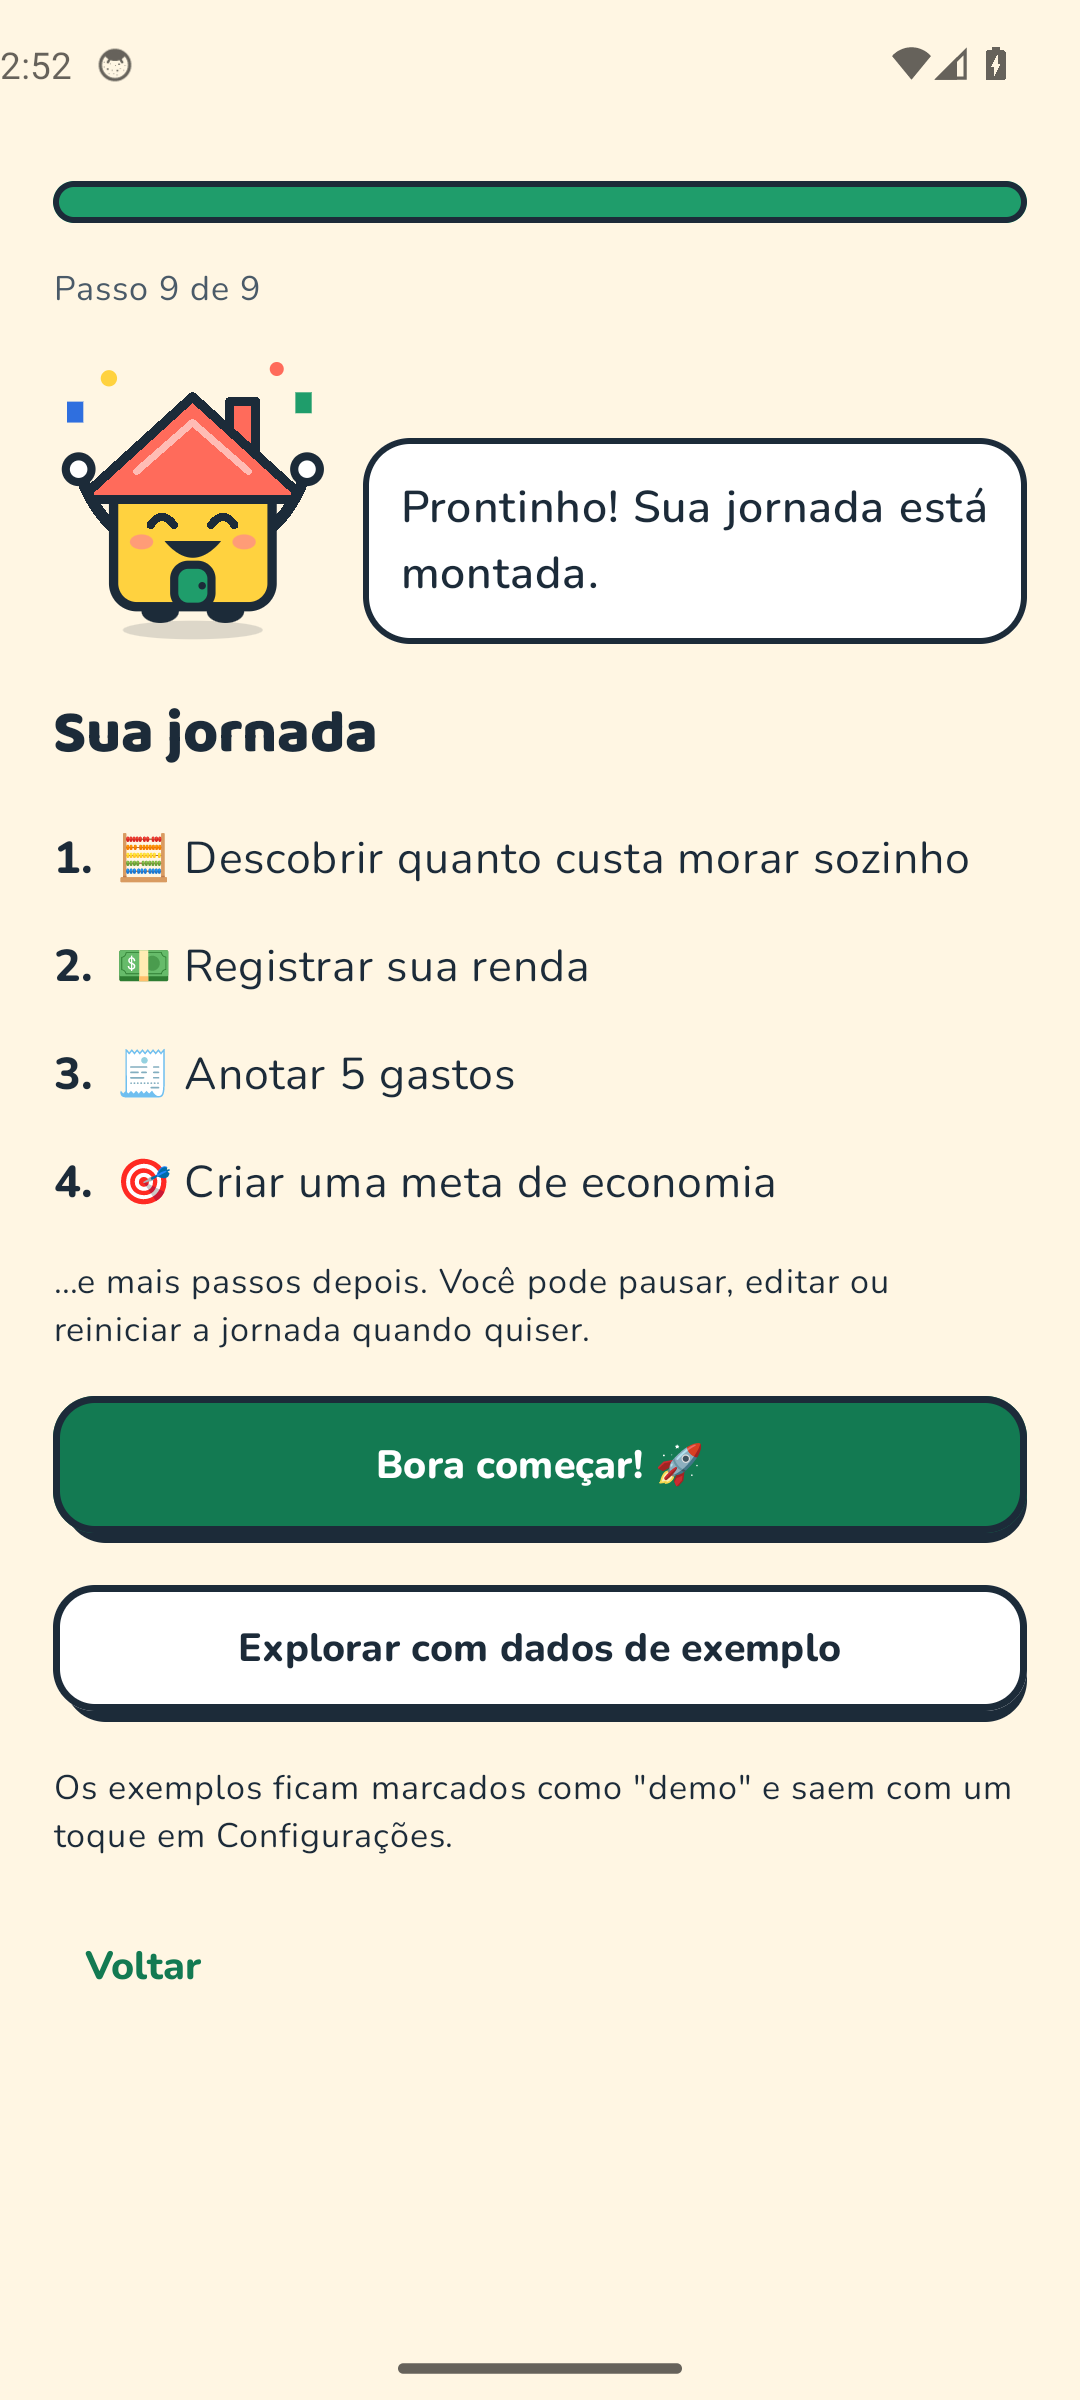 2:52
Passo 9 de 9
Prontinho! Sua jornada está
montada.
Sua jornada
1. 🧮 Descobrir quanto custa morar sozinho
2. 💵 Registrar sua renda
3. 🧾 Anotar 5 gastos
4. 🎯 Criar uma meta de economia
...e mais passos depois. Você pode pausar, editar ou
reiniciar a jornada quando quiser.
Bora começar! 🚀
Explorar com dados de exemplo
Os exemplos ficam marcados como "demo" e saem com um
toque em Configurações.
Voltar